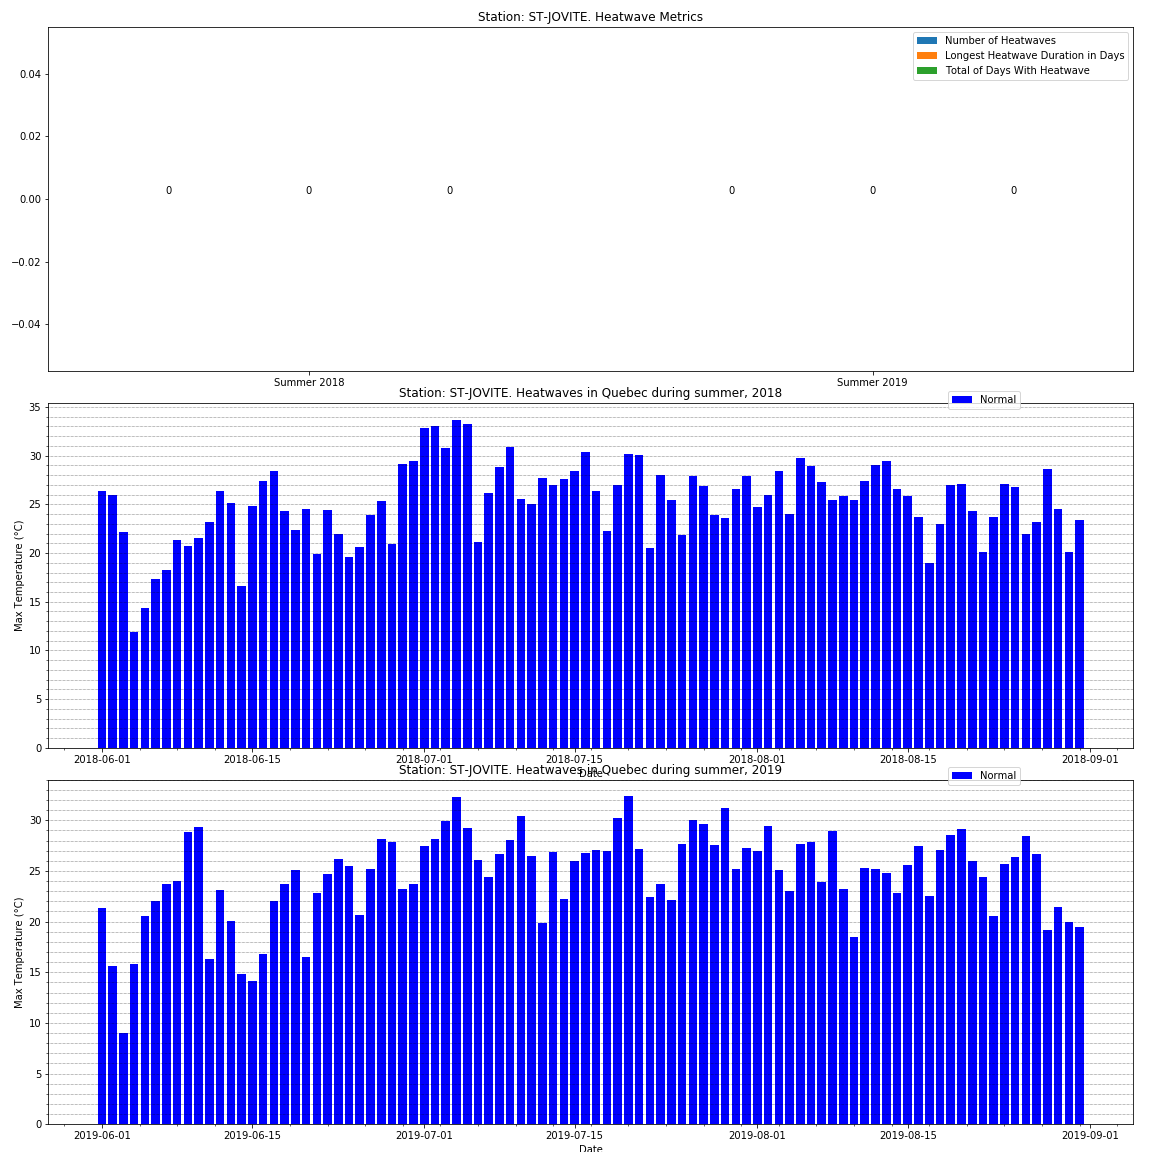 Station: ST-JOVITE. Heatwave Metrics
Number of Heatwaves
Longest Heatwave Duration in Days
Total of Days With Heatwave
0.04
0.02
0.00
−0.02
−0.04
0 0 0 0 0 0
Summer 2018 Summer 2019
Station: ST-JOVITE. Heatwaves in Quebec during summer, 2018
Normal
Max Temperature (°C)
35
30
25
20
15
10
5
0
2018-06-01 2018-06-15 2018-07-01 2018-07-15 2018-08-01 2018-08-15 2018-09-01
Date
Station: ST-JOVITE. Heatwaves in Quebec during summer, 2019
Normal
Max Temperature (°C)
30
25
20
15
10
5
0
2019-06-01 2019-06-15 2019-07-01 2019-07-15 2019-08-01 2019-08-15 2019-09-01
Date